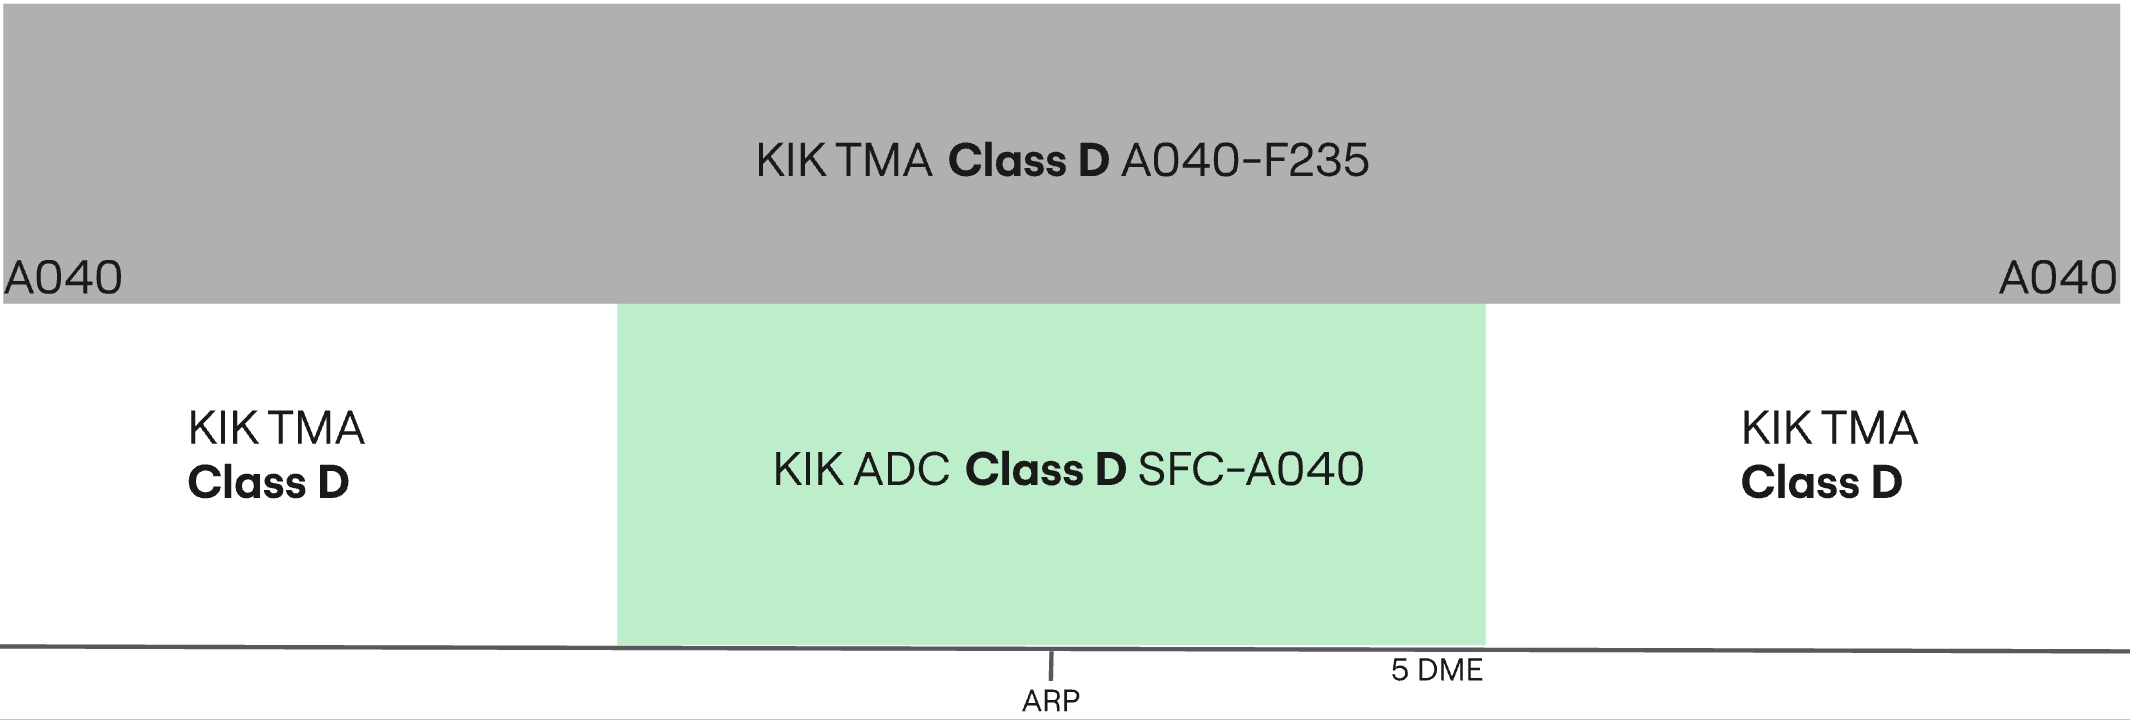 KIK TMA Class D A040-F235
A040
A040
KIK TMA
Class D
KIK ADC Class D SFC-A040
KIK TMA
Class D
5 DME
ARP